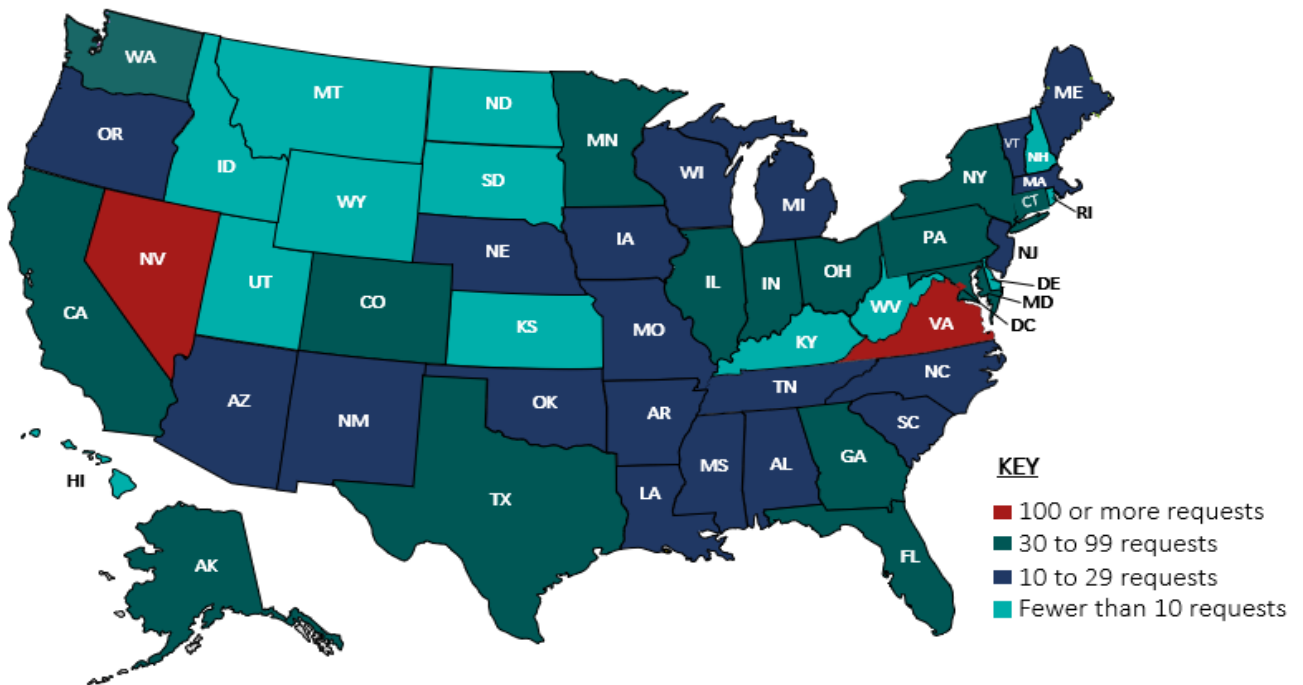 WA
MT
ND
MN
ME
OR
ID
SD
WI
VT
NH
NY
MA
WY
MI
CT
RI
NE
IA
PA
NJ
NV
UT
CO
IL
IN
OH
DE
CA
KS
MO
WV
MD
KY
VA
DC
AZ
NM
OK
AR
TN
NC
SC
HI
TX
LA
MS
AL
GA
AK
FL
KEY
100 or more requests
30 to 99 requests
10 to 29 requests
Fewer than 10 requests